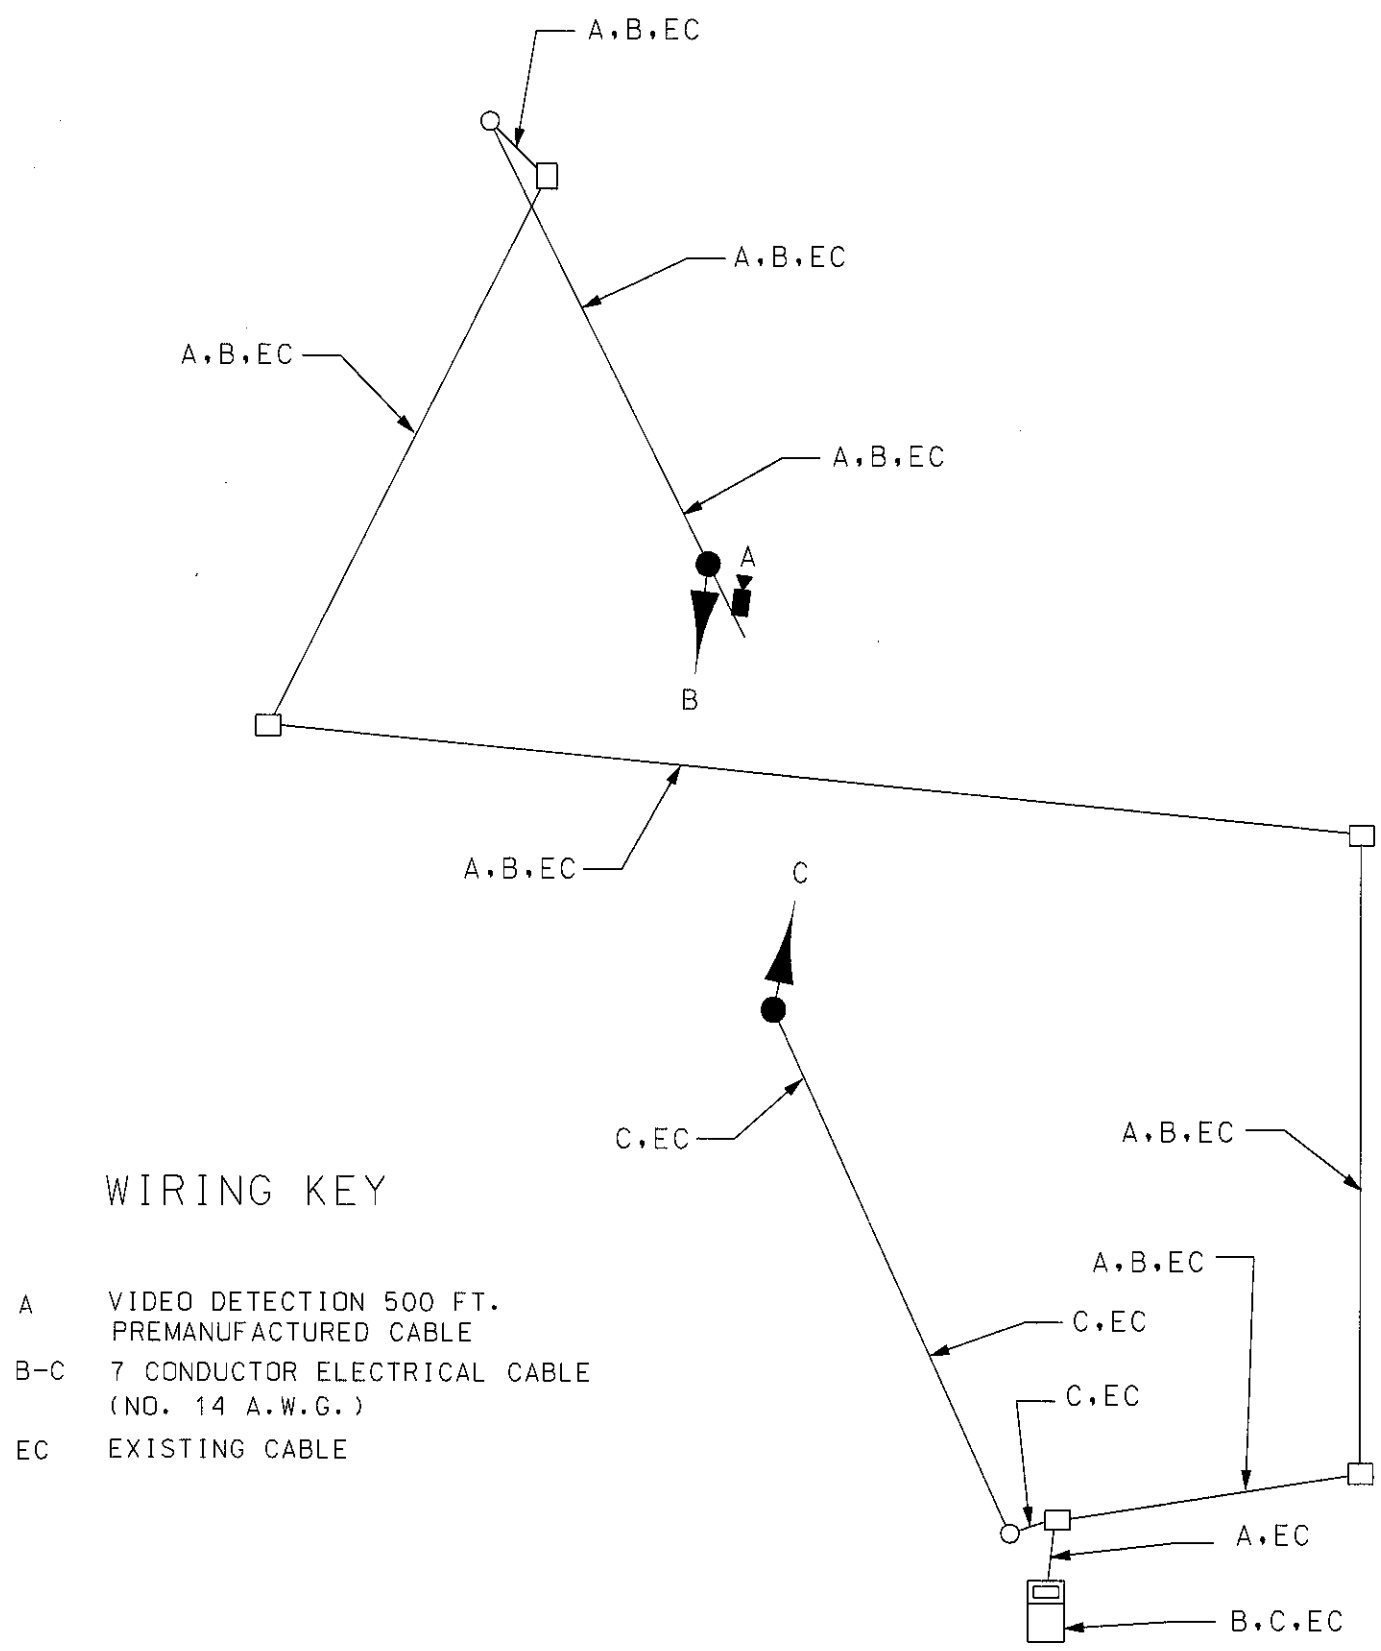 A,B,EC
A,B,EC
A,B,EC
A,B,EC
A
B
A,B,EC
C
C,EC
A,B,EC
WIRING KEY
A,B,EC
A VIDEO DETECTION 500 FT.
PREMANUFACTURED CABLE
C,EC
B-C 7 CONDUCTOR ELECTRICAL CABLE
(NO. 14 A.W.G.)
C,EC
EC EXISTING CABLE
A,EC
B,C,EC